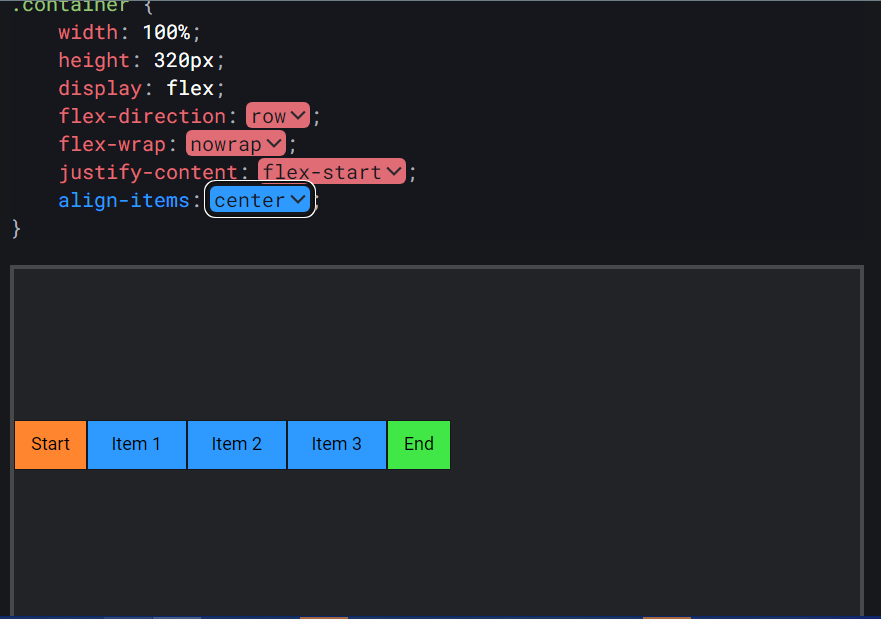 .container {
width: 100%;
height: 320px;
display: flex;
flex-direction: row;
flex-wrap: nowrap;
justify-content: flex-start;
align-items: center;
}
Start Item 1 Item 2 Item 3 End